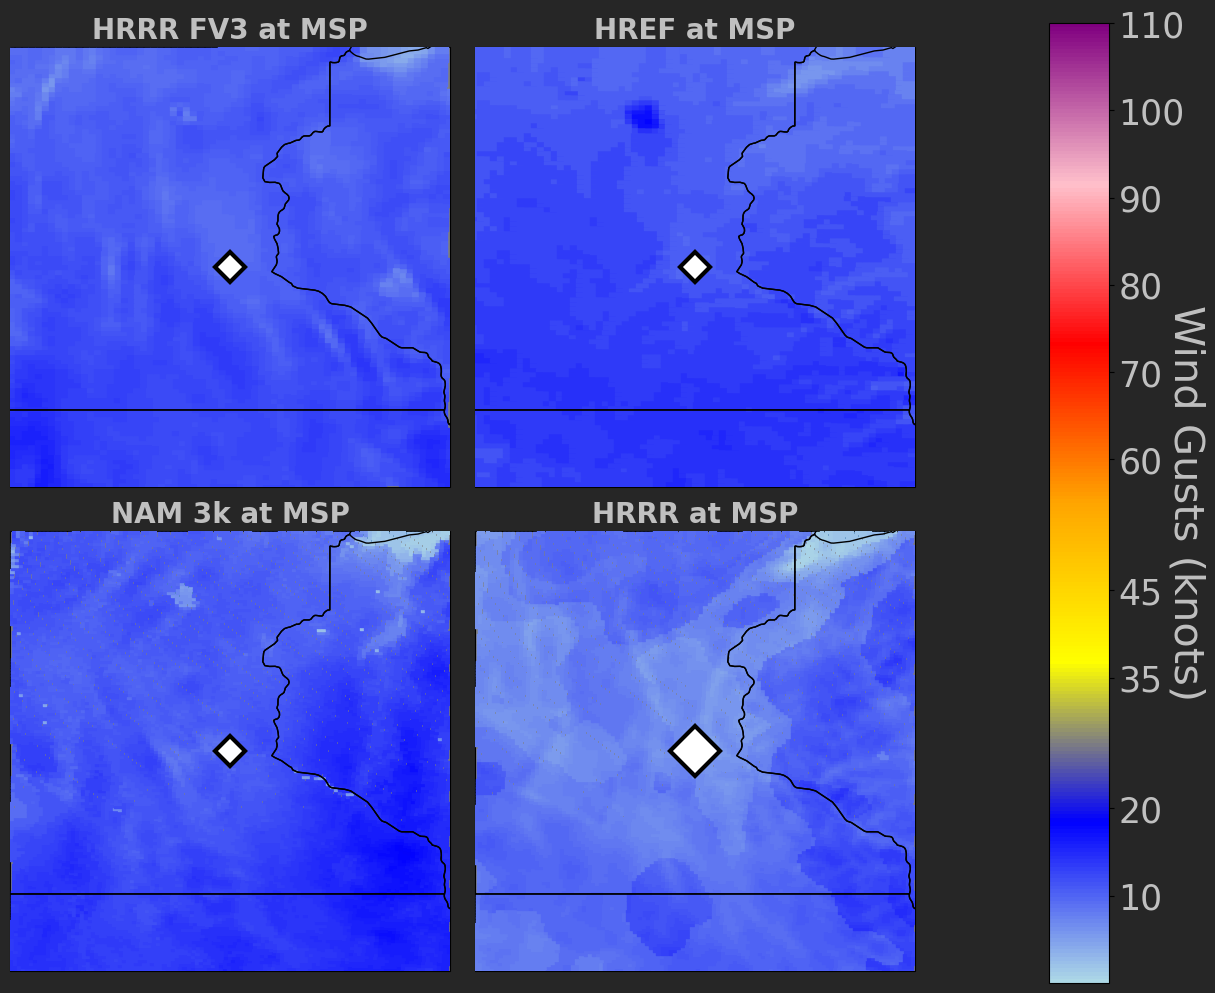 HRRR FV3 at MSP
HREF at MSP
NAM 3k at MSP
HRRR at MSP
110
100
90
80
70
60
45
35
20
10
Wind Gusts (knots)